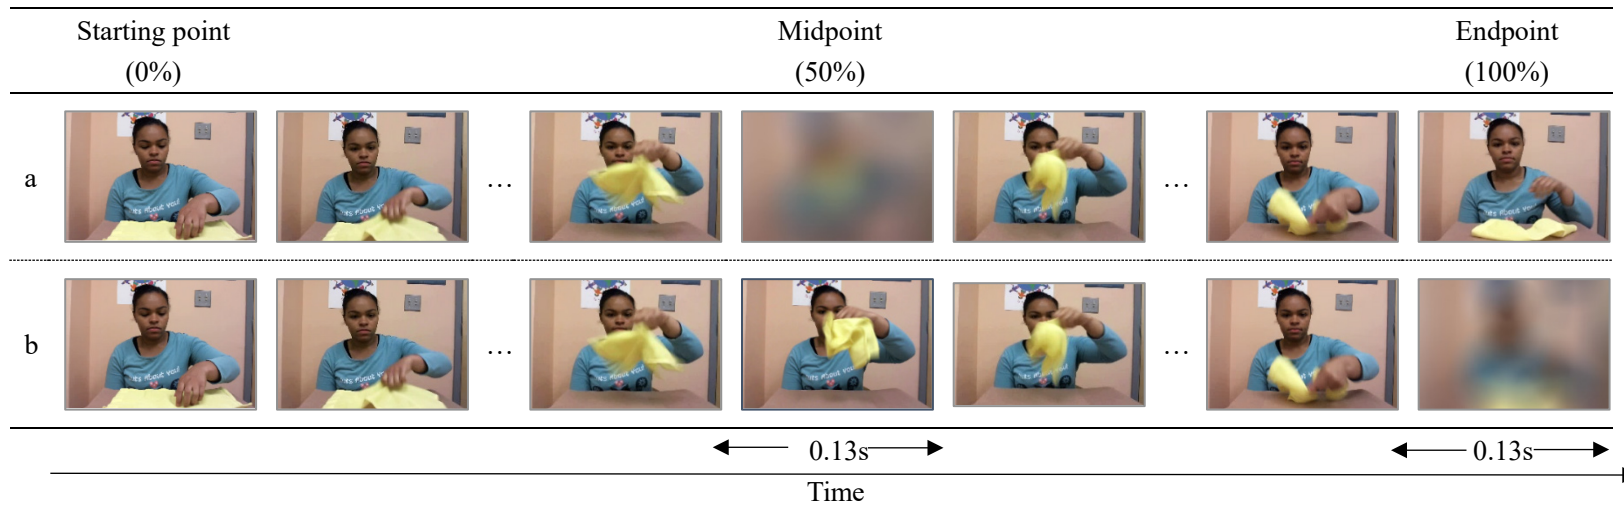 Starting point Midpoint Endpoint
(0%) (50%) (100%)
a
… …
b
… …
0.13s 0.13s
Time